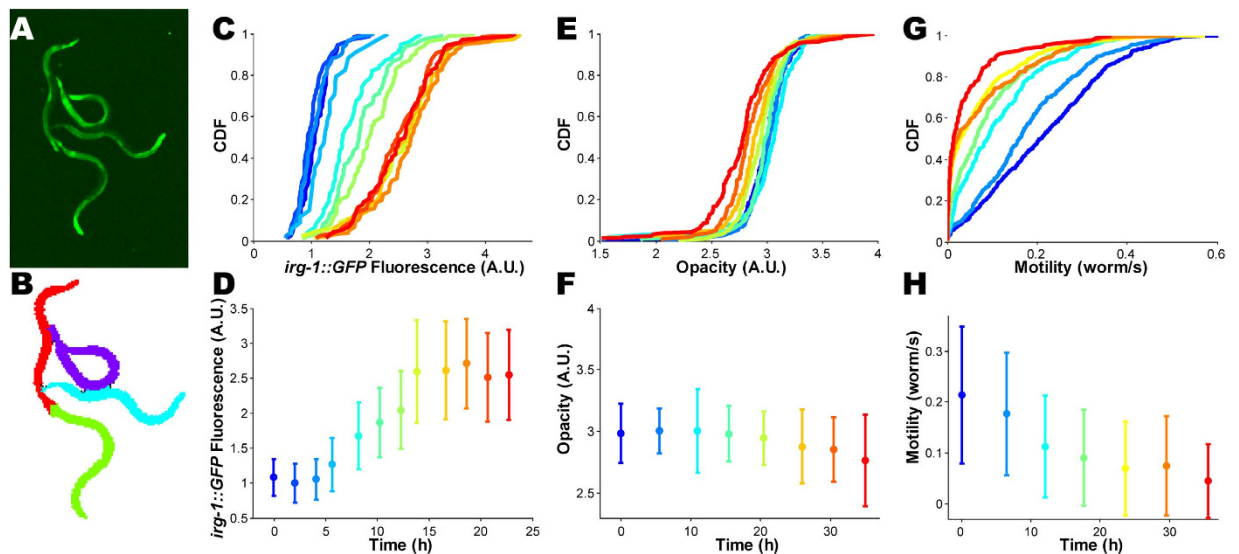 A
B
C
CDF
1
0.8
0.6
0.4
0.2
0
0 1 2 3 4
irg-1::GFP Fluorescence (A.U.)
D
irg-1::GFP Fluorescence (A.U.)
3.5
3
2.5
2
1.5
1
0.5
0 5 10 15 20 25
Time (h)
E
CDF
1
0.8
0.6
0.4
0.2
0
1.5 2 2.5 3 3.5 4
Opacity (A.U.)
F
Opacity (A.U.)
4
3.5
3
2.5
0 10 20 30
Time (h)
G
CDF
1
0.8
0.6
0.4
0.2
0
0 0.2 0.4 0.6
Motility (worm/s)
H
Motility (worm/s)
0.3
0.2
0.1
0
0 10 20 30
Time (h)